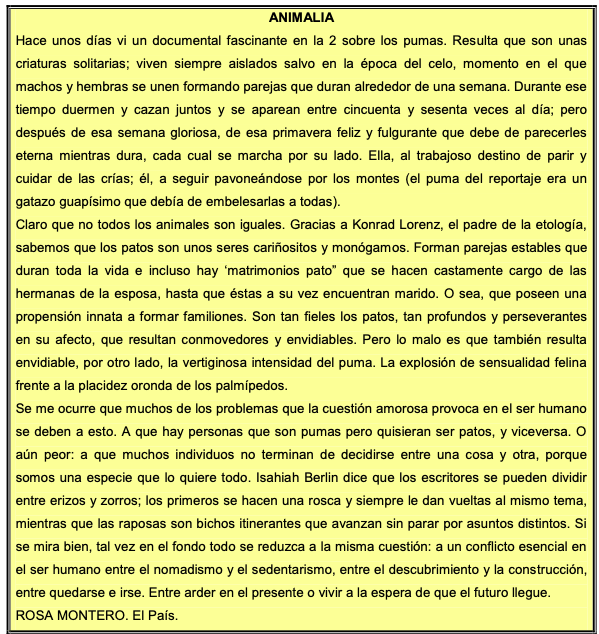 ANIMALIA
Hace unos días vi un documental fascinante en la 2 sobre los pumas. Resulta que son unas
criaturas solitarias; viven siempre aislados salvo en la época del celo, momento en el que
machos y hembras se unen formando parejas que duran alrededor de una semana. Durante ese
tiempo duermen y cazan juntos y se aparean entre cincuenta y sesenta veces al día; pero
después de esa semana gloriosa, de esa primavera feliz y fulgurante que debe de parecerles
eterna mientras dura, cada cual se marcha por su lado. Ella, al trabajoso destino de parir y
cuidar de las crías; él, a seguir pavoneándose por los montes (el puma del reportaje era un
gatazo guapísimo que debía de embelesarlas a todas).
Claro que no todos los animales son iguales. Gracias a Konrad Lorenz, el padre de la etología,
sabemos que los patos son unos seres cariñositos y monógamos. Forman parejas estables que
duran toda la vida e incluso hay ‘matrimonios pato” que se hacen castamente cargo de las
hermanas de la esposa, hasta que éstas a su vez encuentran marido. O sea, que poseen una
propensión innata a formar familiones. Son tan fieles los patos, tan profundos y perseverantes
en su afecto, que resultan conmovedores y envidiables. Pero lo malo es que también resulta
envidiable, por otro lado, la vertiginosa intensidad del puma. La explosión de sensualidad felina
frente a la placidez oronda de los palmípedos.
Se me ocurre que muchos de los problemas que la cuestión amorosa provoca en el ser humano
se deben a esto. A que hay personas que son pumas pero quisieran ser patos, y viceversa. O
aún peor: a que muchos individuos no terminan de decidirse entre una cosa y otra, porque
somos una especie que lo quiere todo. Isahiah Berlin dice que los escritores se pueden dividir
entre erizos y zorros; los primeros se hacen una rosca y siempre le dan vueltas al mismo tema,
mientras que las raposas son bichos itinerantes que avanzan sin parar por asuntos distintos. Si
se mira bien, tal vez en el fondo todo se reduzca a la misma cuestión: a un conflicto esencial en
el ser humano entre el nomadismo y el sedentarismo, entre el descubrimiento y la construcción,
entre quedarse e irse. Entre arder en el presente o vivir a la espera de que el futuro llegue.
ROSA MONTERO. El País.